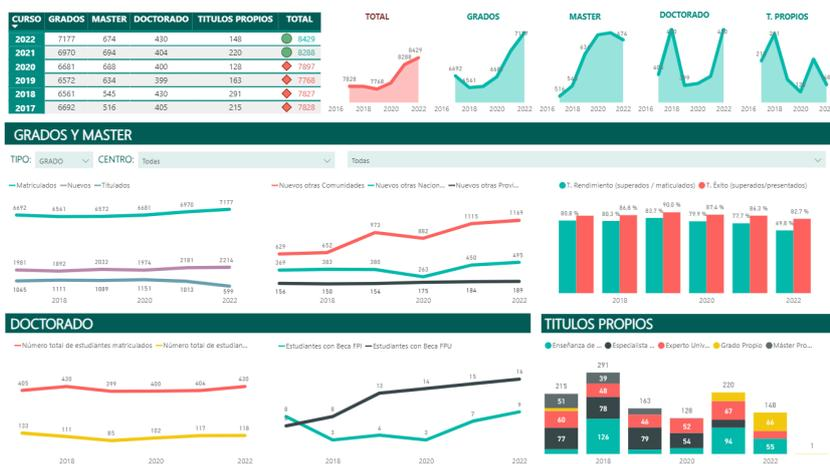 CURSO GRADOS MASTER DOCTORADO TITULOS PROPIOS TOTAL
2022 7177 674 430 148 8429
2021 6970 694 404 220 8288
2020 6681 688 400 128 7897
2019 6572 634 399 163 7768
2018 6561 545 430 291 7827
2017 6692 516 405 215 7828
TOTAL
7828 7768 8288 8429
2016 2018 2020 2022
GRADOS
6692 6561
2016 2018 2020 2022
MASTER
516 674
2016 2018 2020 2022
DOCTORADO
2016 2018 2020 2022
T. PROPIOS
2016 2018 2020 2022
GRADOS Y MASTER
TIPO: GRADO CENTRO: Todas Todas
Matriculados Nuevos Titulados
6692 6561 6572 6681 6970 7177
1981 1892 2032 1974 2181 2214
1065 1111 1089 1151 1013 599
2018 2020 2022
Nuevos otras Comunidades Nuevos otras Nacion... Nuevos otras Provi...
629 652 973 882 1115 1169
369 383 380 263 450 495
156 150 154 175 184 189
2018 2020 2022
T. Rendimiento (superados / maticulados) T. Éxito (superados/presentados)
80.8 % 80.3 % 86.8 % 82.7 % 90.0 % 79.9 % 87.4 % 77.7 % 86.3 % 69.8 % 82.7 %
2018 2020 2022
DOCTORADO
Número total de estudiantes matriculados Número total de estudian...
405 430 399 400 404 430
133 111 85 102 117 118
2018 2020 2022
Estudiantes con Beca FPI Estudiantes con Beca FPU
8 8 13 14 15 16
3 4 3 7 9
2018 2020 2022
TITULOS PROPIOS
Enseñanza de ... Especialista ... Experto Univ... Grado Propio Máster Pro...
215 291 163 128 220 148 1
51 39 48 46 52 67 66
60 78 79 54 94 55
77 126
2018 2020 2022